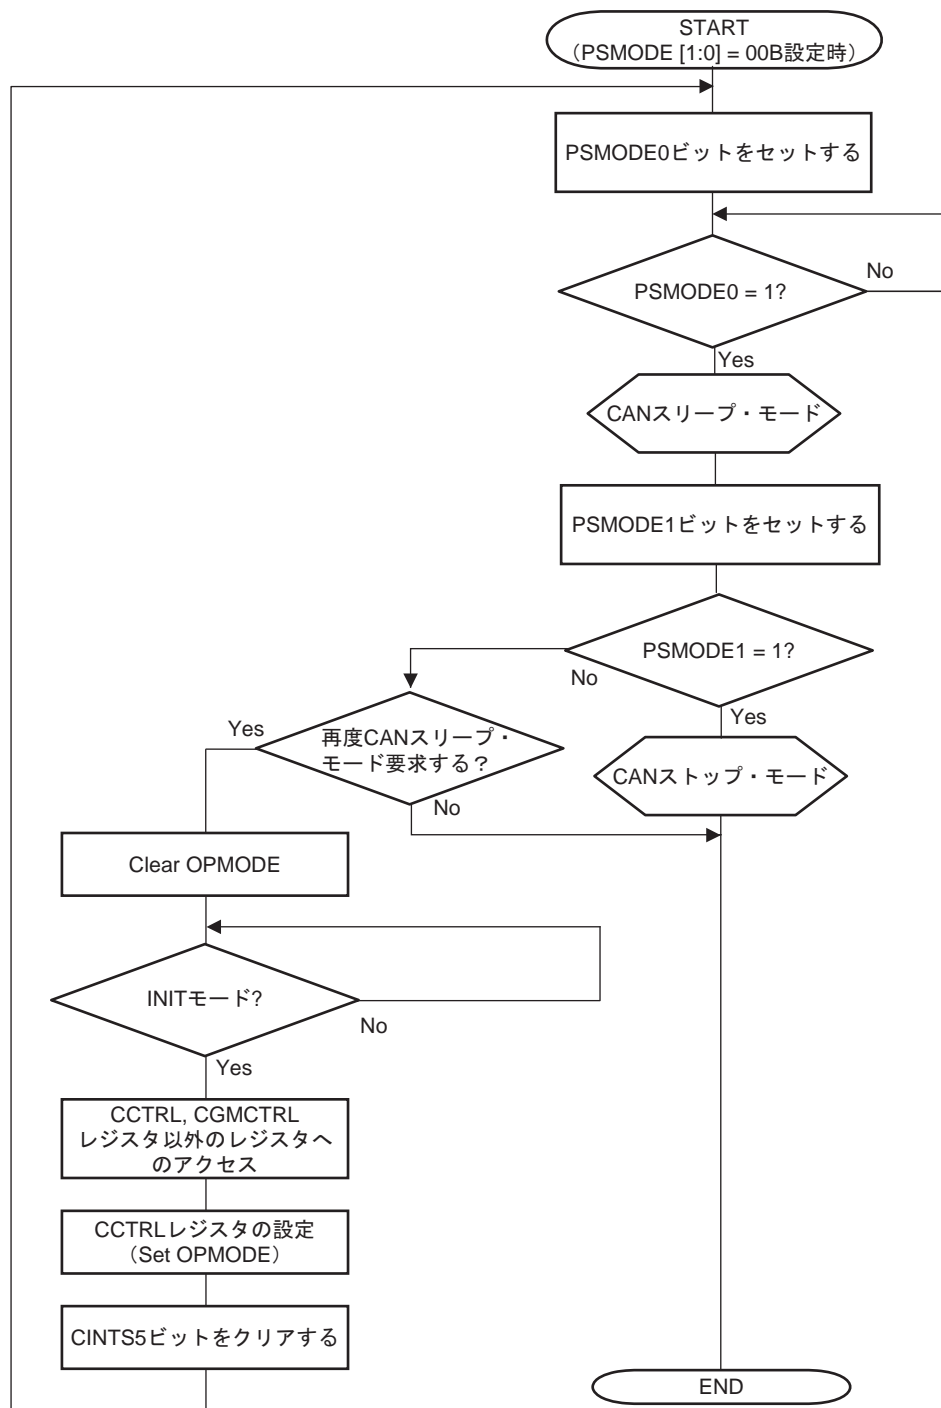 START
（PSMODE [1:0] = 00B設定時）
PSMODE0ビットをセットする
PSMODE0 = 1?
No
Yes
CANスリープ・モード
PSMODE1ビットをセットする
PSMODE1 = 1?
No
Yes
再度CANスリープ・
モード要求する？
Yes
No
CANストップ・モード
Clear OPMODE
INITモード?
No
Yes
CCTRL, CGMCTRL
レジスタ以外のレジスタへ
のアクセス
CCTRLレジスタの設定
（Set OPMODE）
CINTS5ビットをクリアする
END